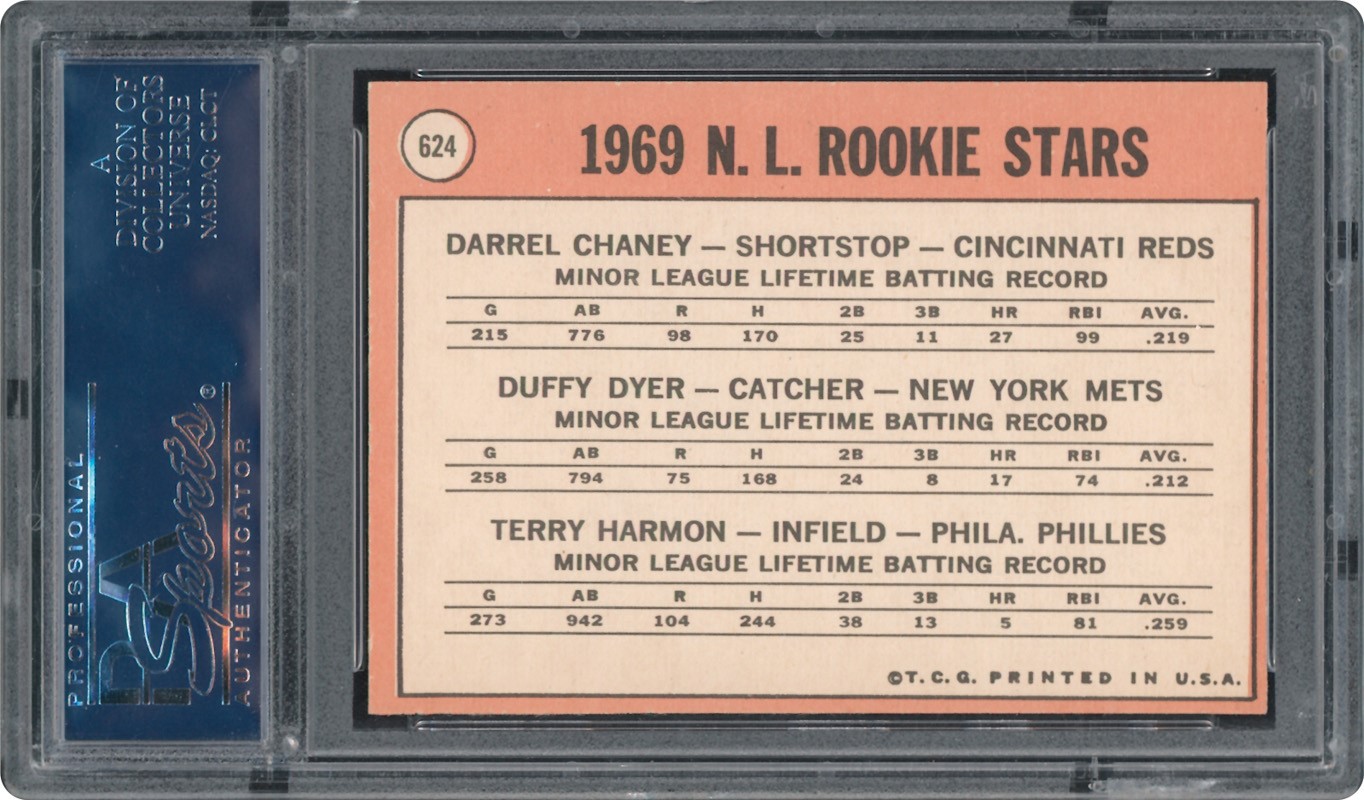 A
DIVISION OF
COLLECTORS
UNIVERSE
NASDAQ: CLCT
PROFESSIONAL
PSA
Sports®
AUTHENTICATOR
624
1969 N. L. ROOKIE STARS
DARREL CHANEY — SHORTSTOP — CINCINNATI REDS
MINOR LEAGUE LIFETIME BATTING RECORD
G AB R H 2B 3B HR RBI AVG.
215 776 98 170 25 11 27 99 .219
DUFFY DYER — CATCHER — NEW YORK METS
MINOR LEAGUE LIFETIME BATTING RECORD
G AB R H 2B 3B HR RBI AVG.
258 794 75 168 24 8 17 74 .212
TERRY HARMON — INFIELD — PHILA. PHILLIES
MINOR LEAGUE LIFETIME BATTING RECORD
G AB R H 2B 3B HR RBI AVG.
273 942 104 244 38 13 5 81 .259
©T.C.G. PRINTED IN U.S.A.